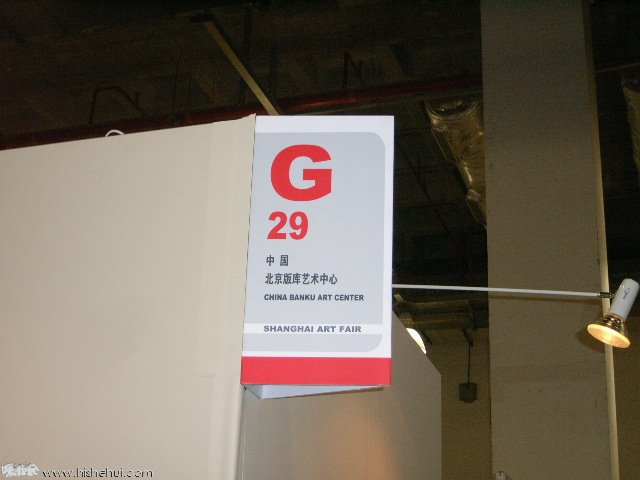 G
29
中 国
北京版库艺术中心
CHINA BANKU ART CENTER
SHANGHAI ART FAIR
www.hishehui.com